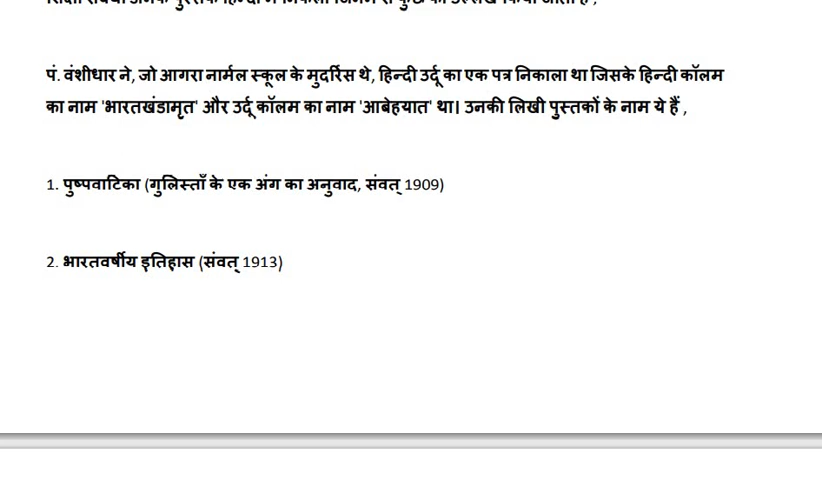 पं. वंशीधार ने, जो आगरा नार्मल स्कूल के मुदर्रिस थे, हिन्दी उर्दू का एक पत्र निकाला था जिसके हिन्दी कॉलम
का नाम 'भारतखंडामृत' और उर्दू कॉलम का नाम 'आबेहयात' था। उनकी लिखी पुस्तकों के नाम ये हैं ,
1. पुष्पवाटिका (गुलिस्ताँ के एक अंग का अनुवाद, संवत् 1909)
2. भारतवर्षीय इतिहास (संवत् 1913)